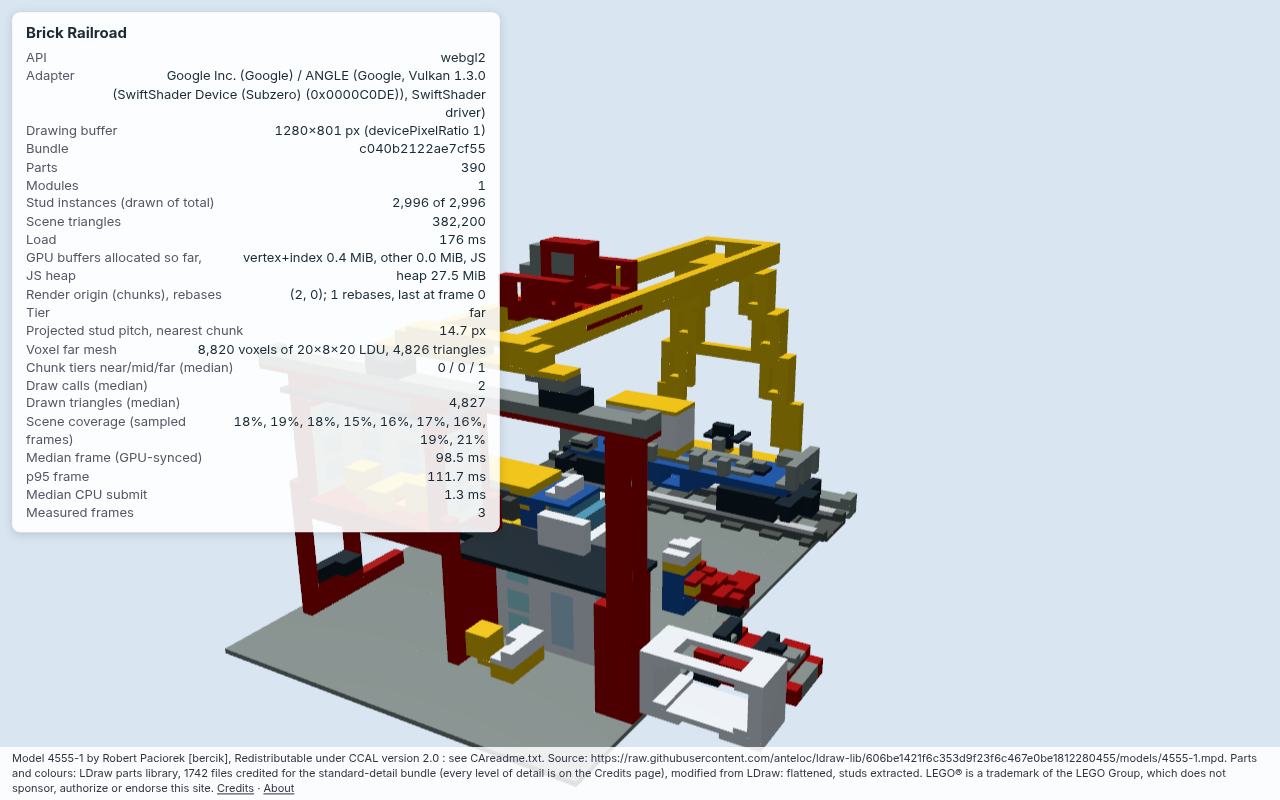 Brick Railroad
API webgl2
Adapter Google Inc. (Google) / ANGLE (Google, Vulkan 1.3.0
(SwiftShader Device (Subzero) (0x0000C0DE)), SwiftShader
driver)
Drawing buffer 1280×801 px (devicePixelRatio 1)
Bundle c040b2122ae7cf55
Parts 390
Modules 1
Stud instances (drawn of total) 2,996 of 2,996
Scene triangles 382,200
Load 176 ms
GPU buffers allocated so far, vertex+index 0.4 MiB, other 0.0 MiB, JS
JS heap heap 27.5 MiB
Render origin (chunks), rebases (2, 0); 1 rebases, last at frame 0
Tier far
Projected stud pitch, nearest chunk 14.7 px
Voxel far mesh 8,820 voxels of 20×8×20 LDU, 4,826 triangles
Chunk tiers near/mid/far (median) 0 / 0 / 1
Draw calls (median) 2
Drawn triangles (median) 4,827
Scene coverage (sampled 18%, 19%, 18%, 15%, 16%, 17%, 16%,
frames) 19%, 21%
Median frame (GPU-synced) 98.5 ms
p95 frame 111.7 ms
Median CPU submit 1.3 ms
Measured frames 3
Model 4555-1 by Robert Paciorek [bercik], Redistributable under CCAL version 2.0 : see CAreadme.txt. Source: https://raw.githubusercontent.com/anteloc/ldraw-lib/606be1421f6c353d9f23f6c467e0be1812280455/models/4555-1.mpd. Parts
and colours: LDraw parts library, 1742 files credited for the standard-detail bundle (every level of detail is on the Credits page), modified from LDraw: flattened, studs extracted. LEGO® is a trademark of the LEGO Group, which does not
sponsor, authorize or endorse this site. Credits · About